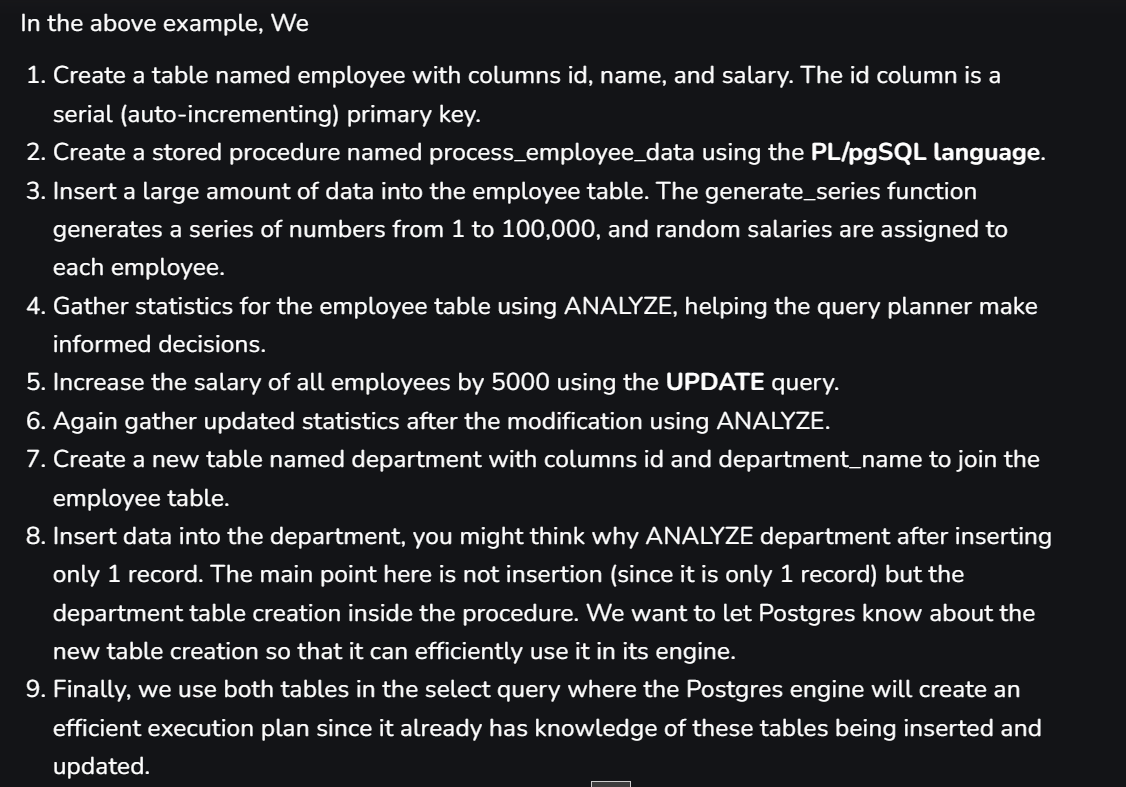 In the above example, We
1. Create a table named employee with columns id, name, and salary. The id column is a
serial (auto-incrementing) primary key.
2. Create a stored procedure named process_employee_data using the PL/pgSQL language.
3. Insert a large amount of data into the employee table. The generate_series function
generates a series of numbers from 1 to 100,000, and random salaries are assigned to
each employee.
4. Gather statistics for the employee table using ANALYZE, helping the query planner make
informed decisions.
5. Increase the salary of all employees by 5000 using the UPDATE query.
6. Again gather updated statistics after the modification using ANALYZE.
7. Create a new table named department with columns id and department_name to join the
employee table.
8. Insert data into the department, you might think why ANALYZE department after inserting
only 1 record. The main point here is not insertion (since it is only 1 record) but the
department table creation inside the procedure. We want to let Postgres know about the
new table creation so that it can efficiently use it in its engine.
9. Finally, we use both tables in the select query where the Postgres engine will create an
efficient execution plan since it already has knowledge of these tables being inserted and
updated.